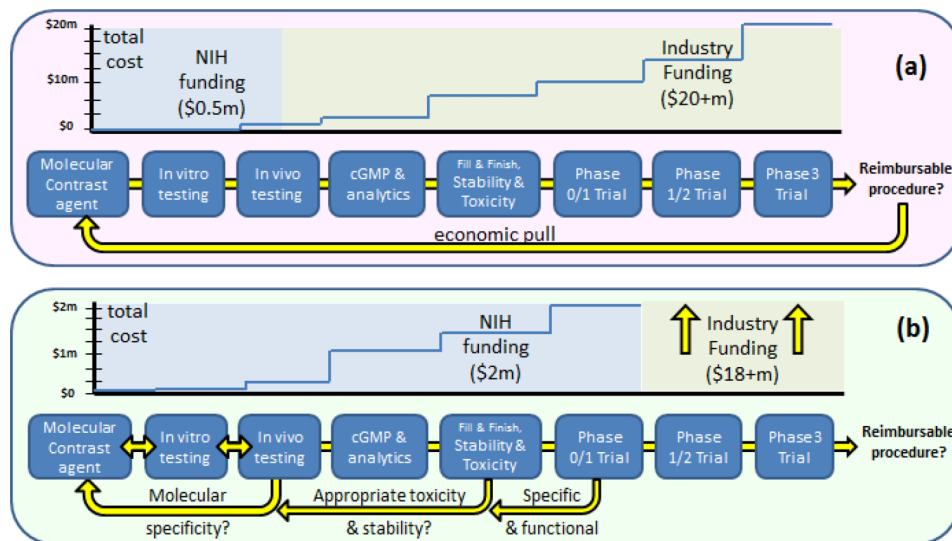 $20m
total
cost
$10m
$0
NIH
funding
($0.5m)
Industry
Funding
($20+m)
(a)
Molecular
Contrast
agent
In vitro
testing
In vivo
testing
cGMP &
analytics
Fill & Finish,
Stability &
Toxicity
Phase
0/1 Trial
Phase
1/2 Trial
Phase3
Trial
Reimbursable
procedure?
economic pull
$2m
total
cost
$1m
$0
NIH
funding
($2m)
Industry
Funding
($18+m)
(b)
Molecular
Contrast
agent
In vitro
testing
In vivo
testing
cGMP &
analytics
Fill & Finish,
Stability &
Toxicity
Phase
0/1 Trial
Phase
1/2 Trial
Phase3
Trial
Reimbursable
procedure?
Molecular
specificity?
Appropriate toxicity
& stability?
Specific
& functional